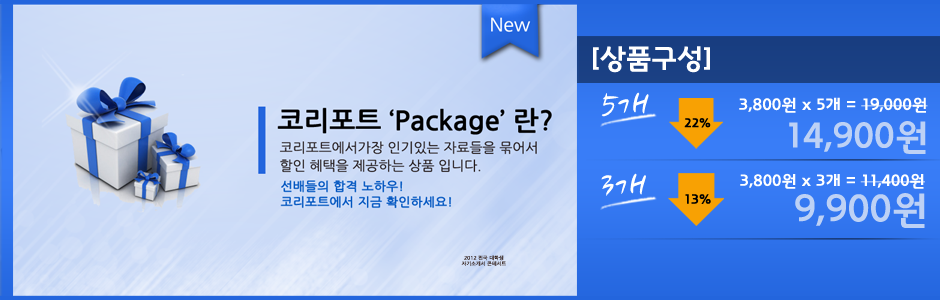 New
코리포트 ‘Package’ 란?
코리포트에서가장 인기있는 자료들을 묶어서
할인 혜택을 제공하는 상품 입니다.
선배들의 합격 노하우!
코리포트에서 지금 확인하세요!
2012 전국 대학생
자기소개서 콘테스트
[상품구성]
5개
22%
3,800원 x 5개 = 19,000원
14,900원
3개
13%
3,800원 x 3개 = 11,400원
9,900원